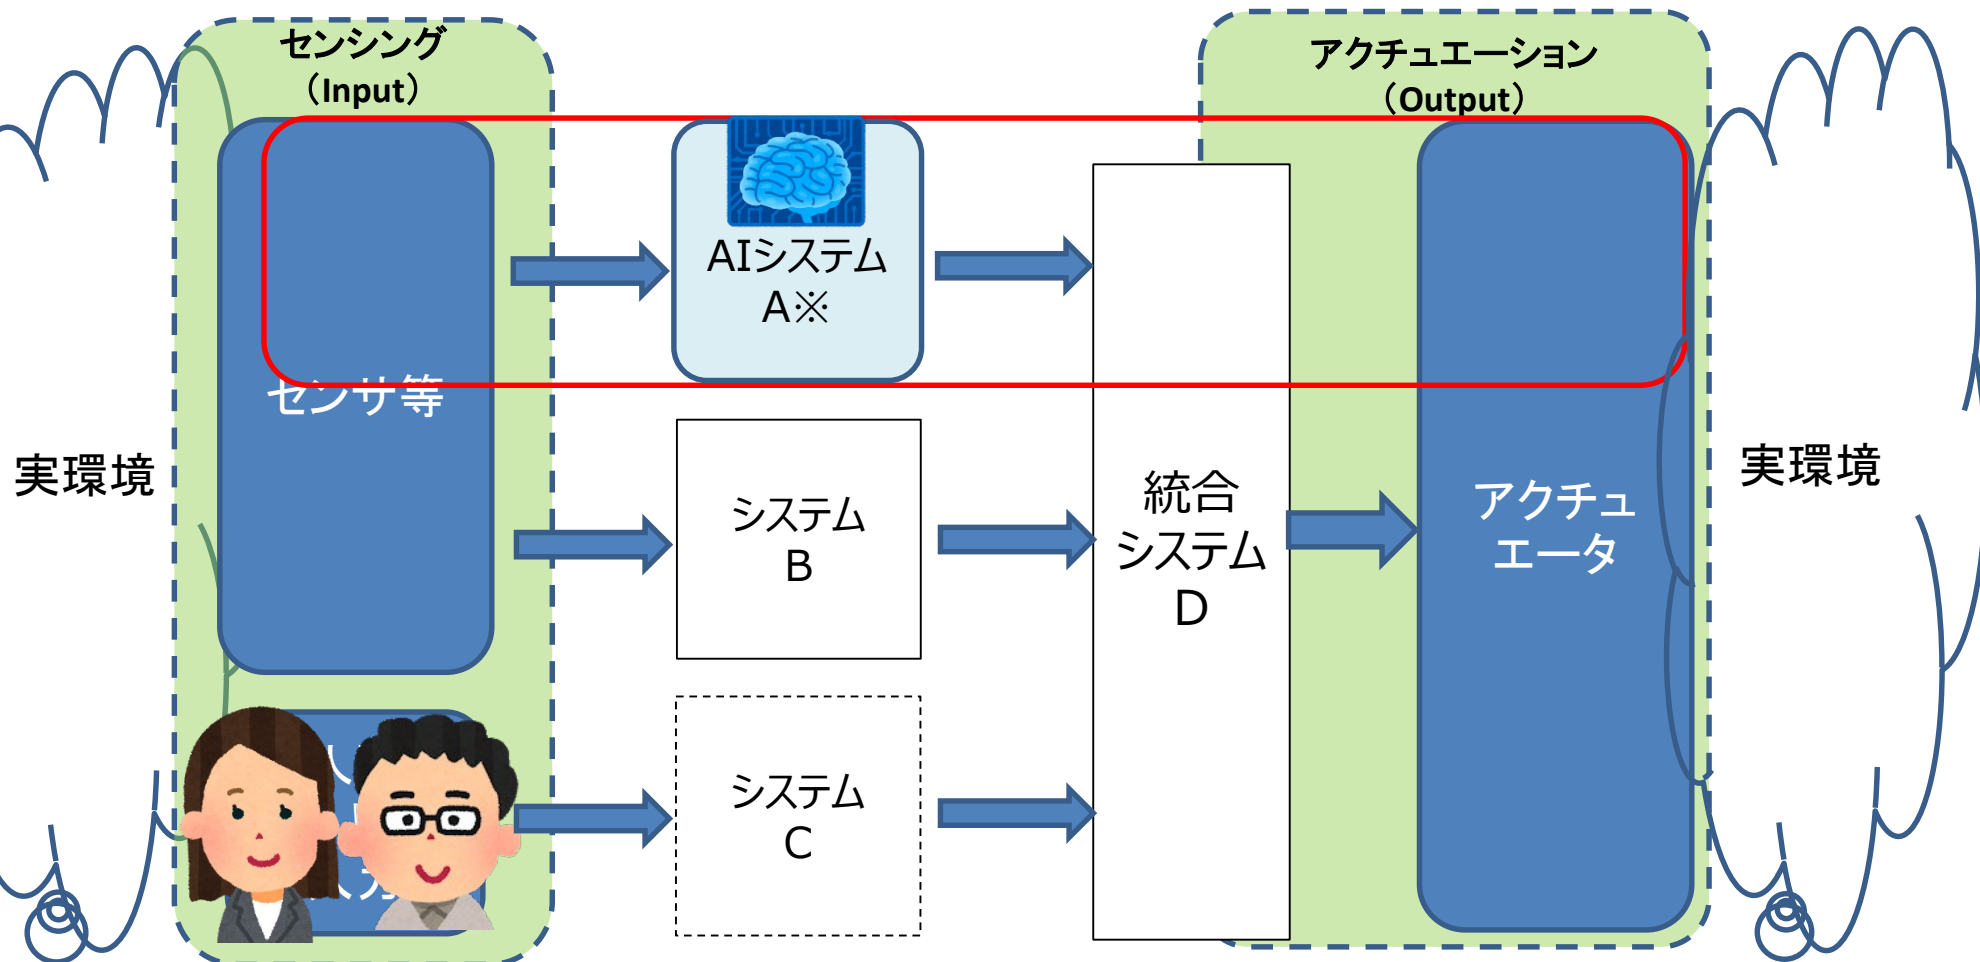 センシング
（Input）
アクチュエーション
（Output）
AIシステム
A※
センサ等
実環境
システム
B
統合
システム
D
アクチュ
エータ
実環境
システム
C